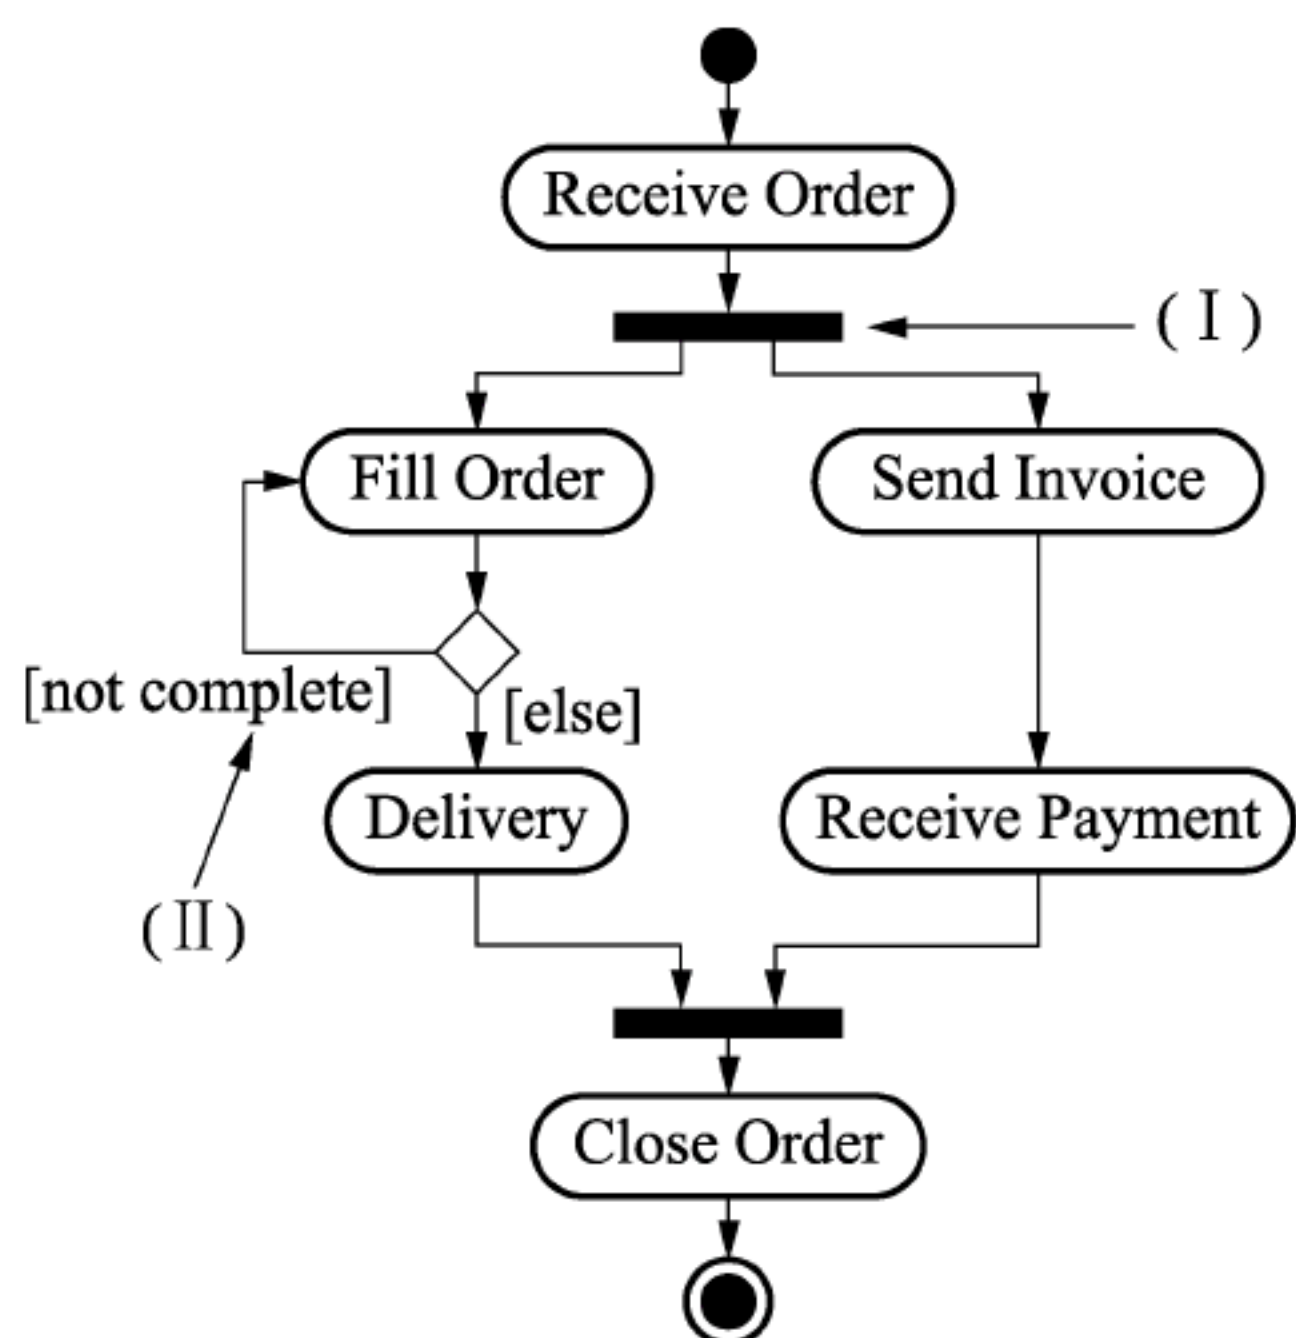 Receive Order
(Ⅰ)
Fill Order
Send Invoice
[not complete]
[else]
Delivery
Receive Payment
(Ⅱ)
Close Order